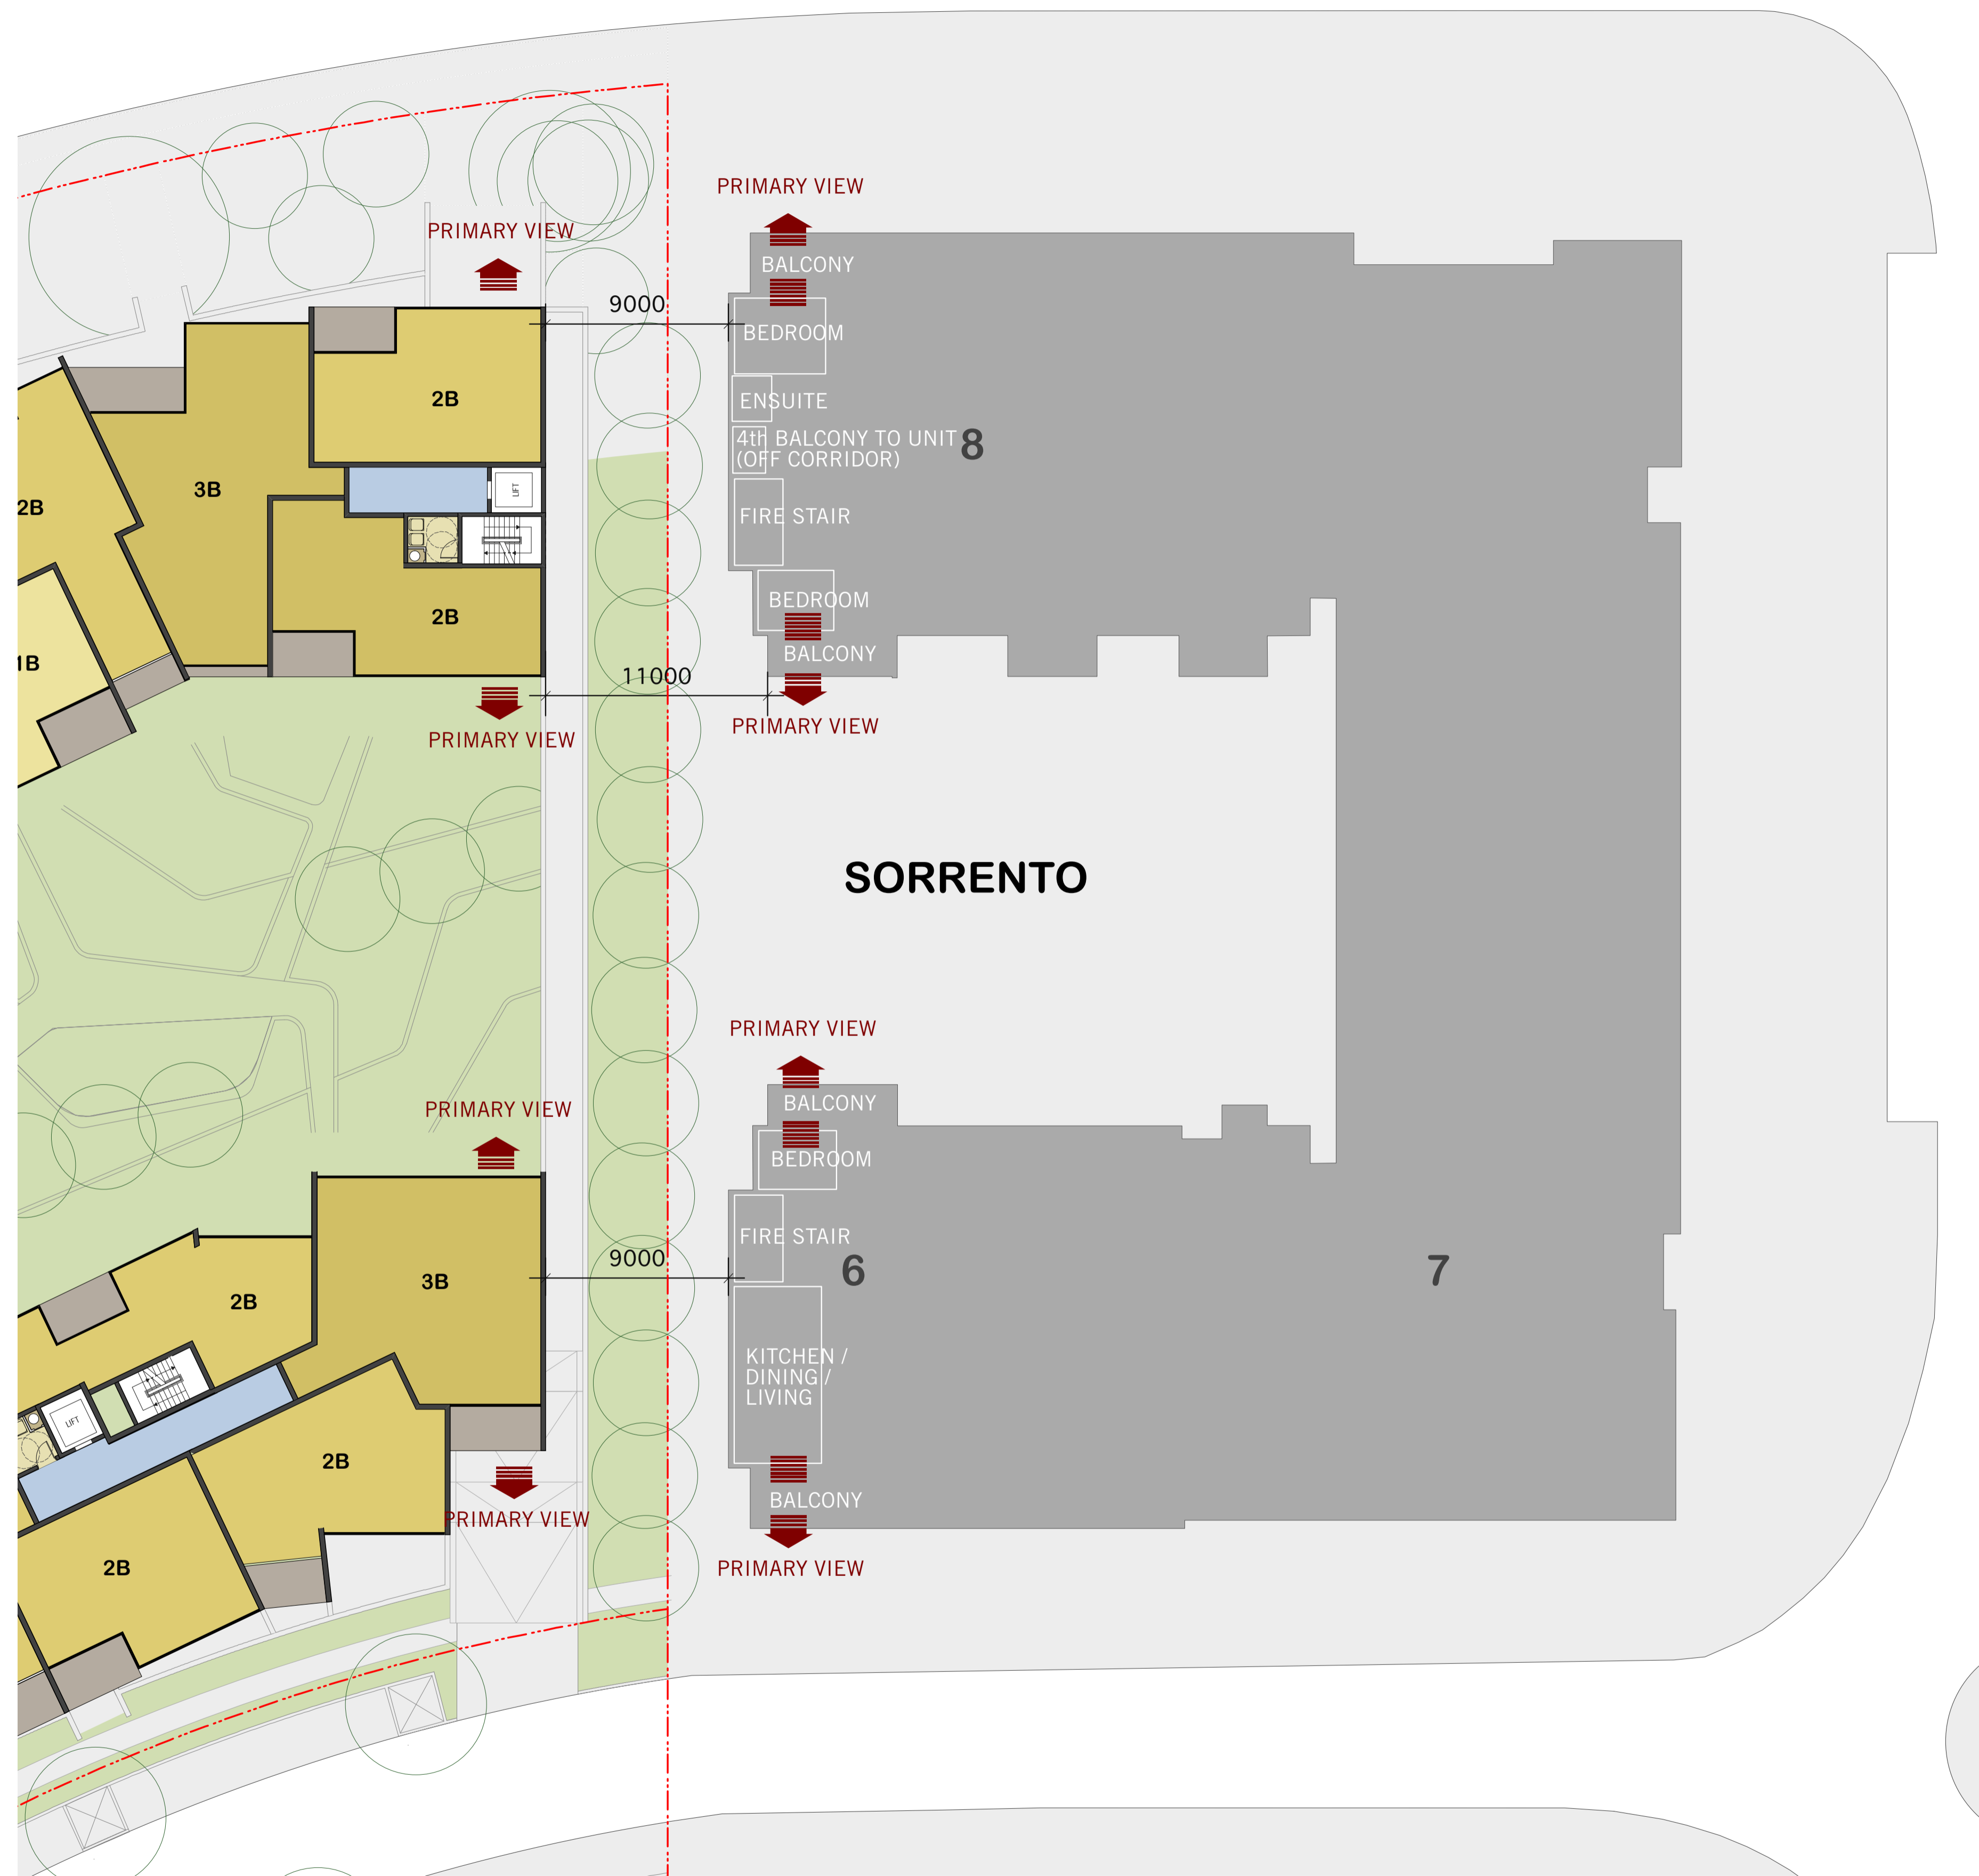 PRIMARY VIEW
PRIMARY VIEW
BALCONY
9000
BEDROOM
2B
ENSUITE
4th BALCONY TO UNIT
(OFF CORRIDOR)
8
3B
LIFT
2B
FIRE STAIR
BEDROOM
2B
BALCONY
1B
11000
PRIMARY VIEW
PRIMARY VIEW
SORRENTO
PRIMARY VIEW
BALCONY
PRIMARY VIEW
BEDROOM
FIRE STAIR
9000
6
7
3B
2B
KITCHEN /
DINING /
LIVING
LIFT
2B
BALCONY
PRIMARY VIEW
2B
PRIMARY VIEW